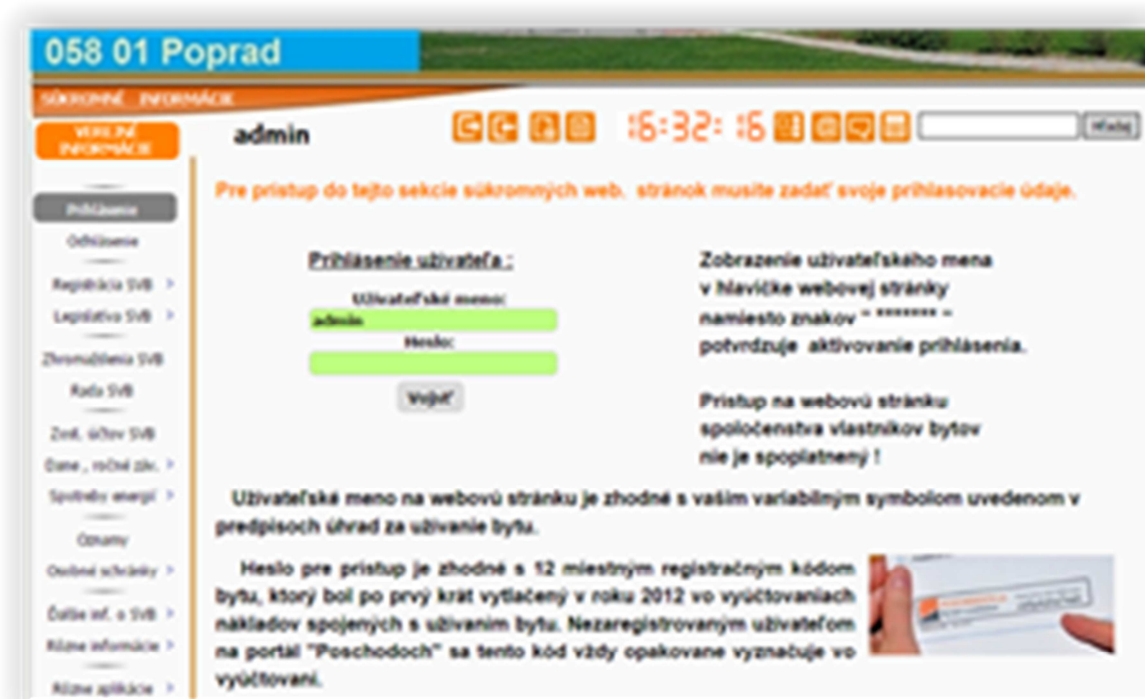 058 01 Poprad
SÚKROMNÉ INFORMÁCIE
VEREJNÉ
INFORMÁCIE
admin
16:32:16
Hľadaj
Pre prístup do tejto sekcie súkromných web. stránok musíte zadať svoje prihlasovacie údaje.
Prihlásenie
Odhlásenie
Registrácia SVB
Legislatíva SVB
Zhromaždenia SVB
Rada SVB
Zost. účtov SVB
Dane , ročné záv.
Spotreby energií
Oznamy
Osobné schránky
Ďalšie inf. o SVB
Rôzne informácie
Rôzne aplikácie
Prihlásenie užívateľa :
Užívateľské meno:
admin
Heslo:
Vojsť
Zobrazenie užívateľského mena
v hlavičke webovej stránky
namiesto znakov " ******* "
potvrdzuje aktivovanie prihlásenia.
Prístup na webovú stránku
spoločenstva vlastníkov bytov
nie je spoplatnený !
Užívateľské meno na webovú stránku je zhodné s vašim variabilným symbolom uvedenom v
predpisoch úhrad za užívanie bytu.
Heslo pre prístup je zhodné s 12 miestným registračným kódom
bytu, ktorý bol po prvý krát vytlačený v roku 2012 vo vyúčtovaniach
nákladov spojených s užívaním bytu. Nezaregistrovaným užívateľom
na portál "Poschodoch" sa tento kód vždy opakovane vyznačuje vo
vyúčtovaní.